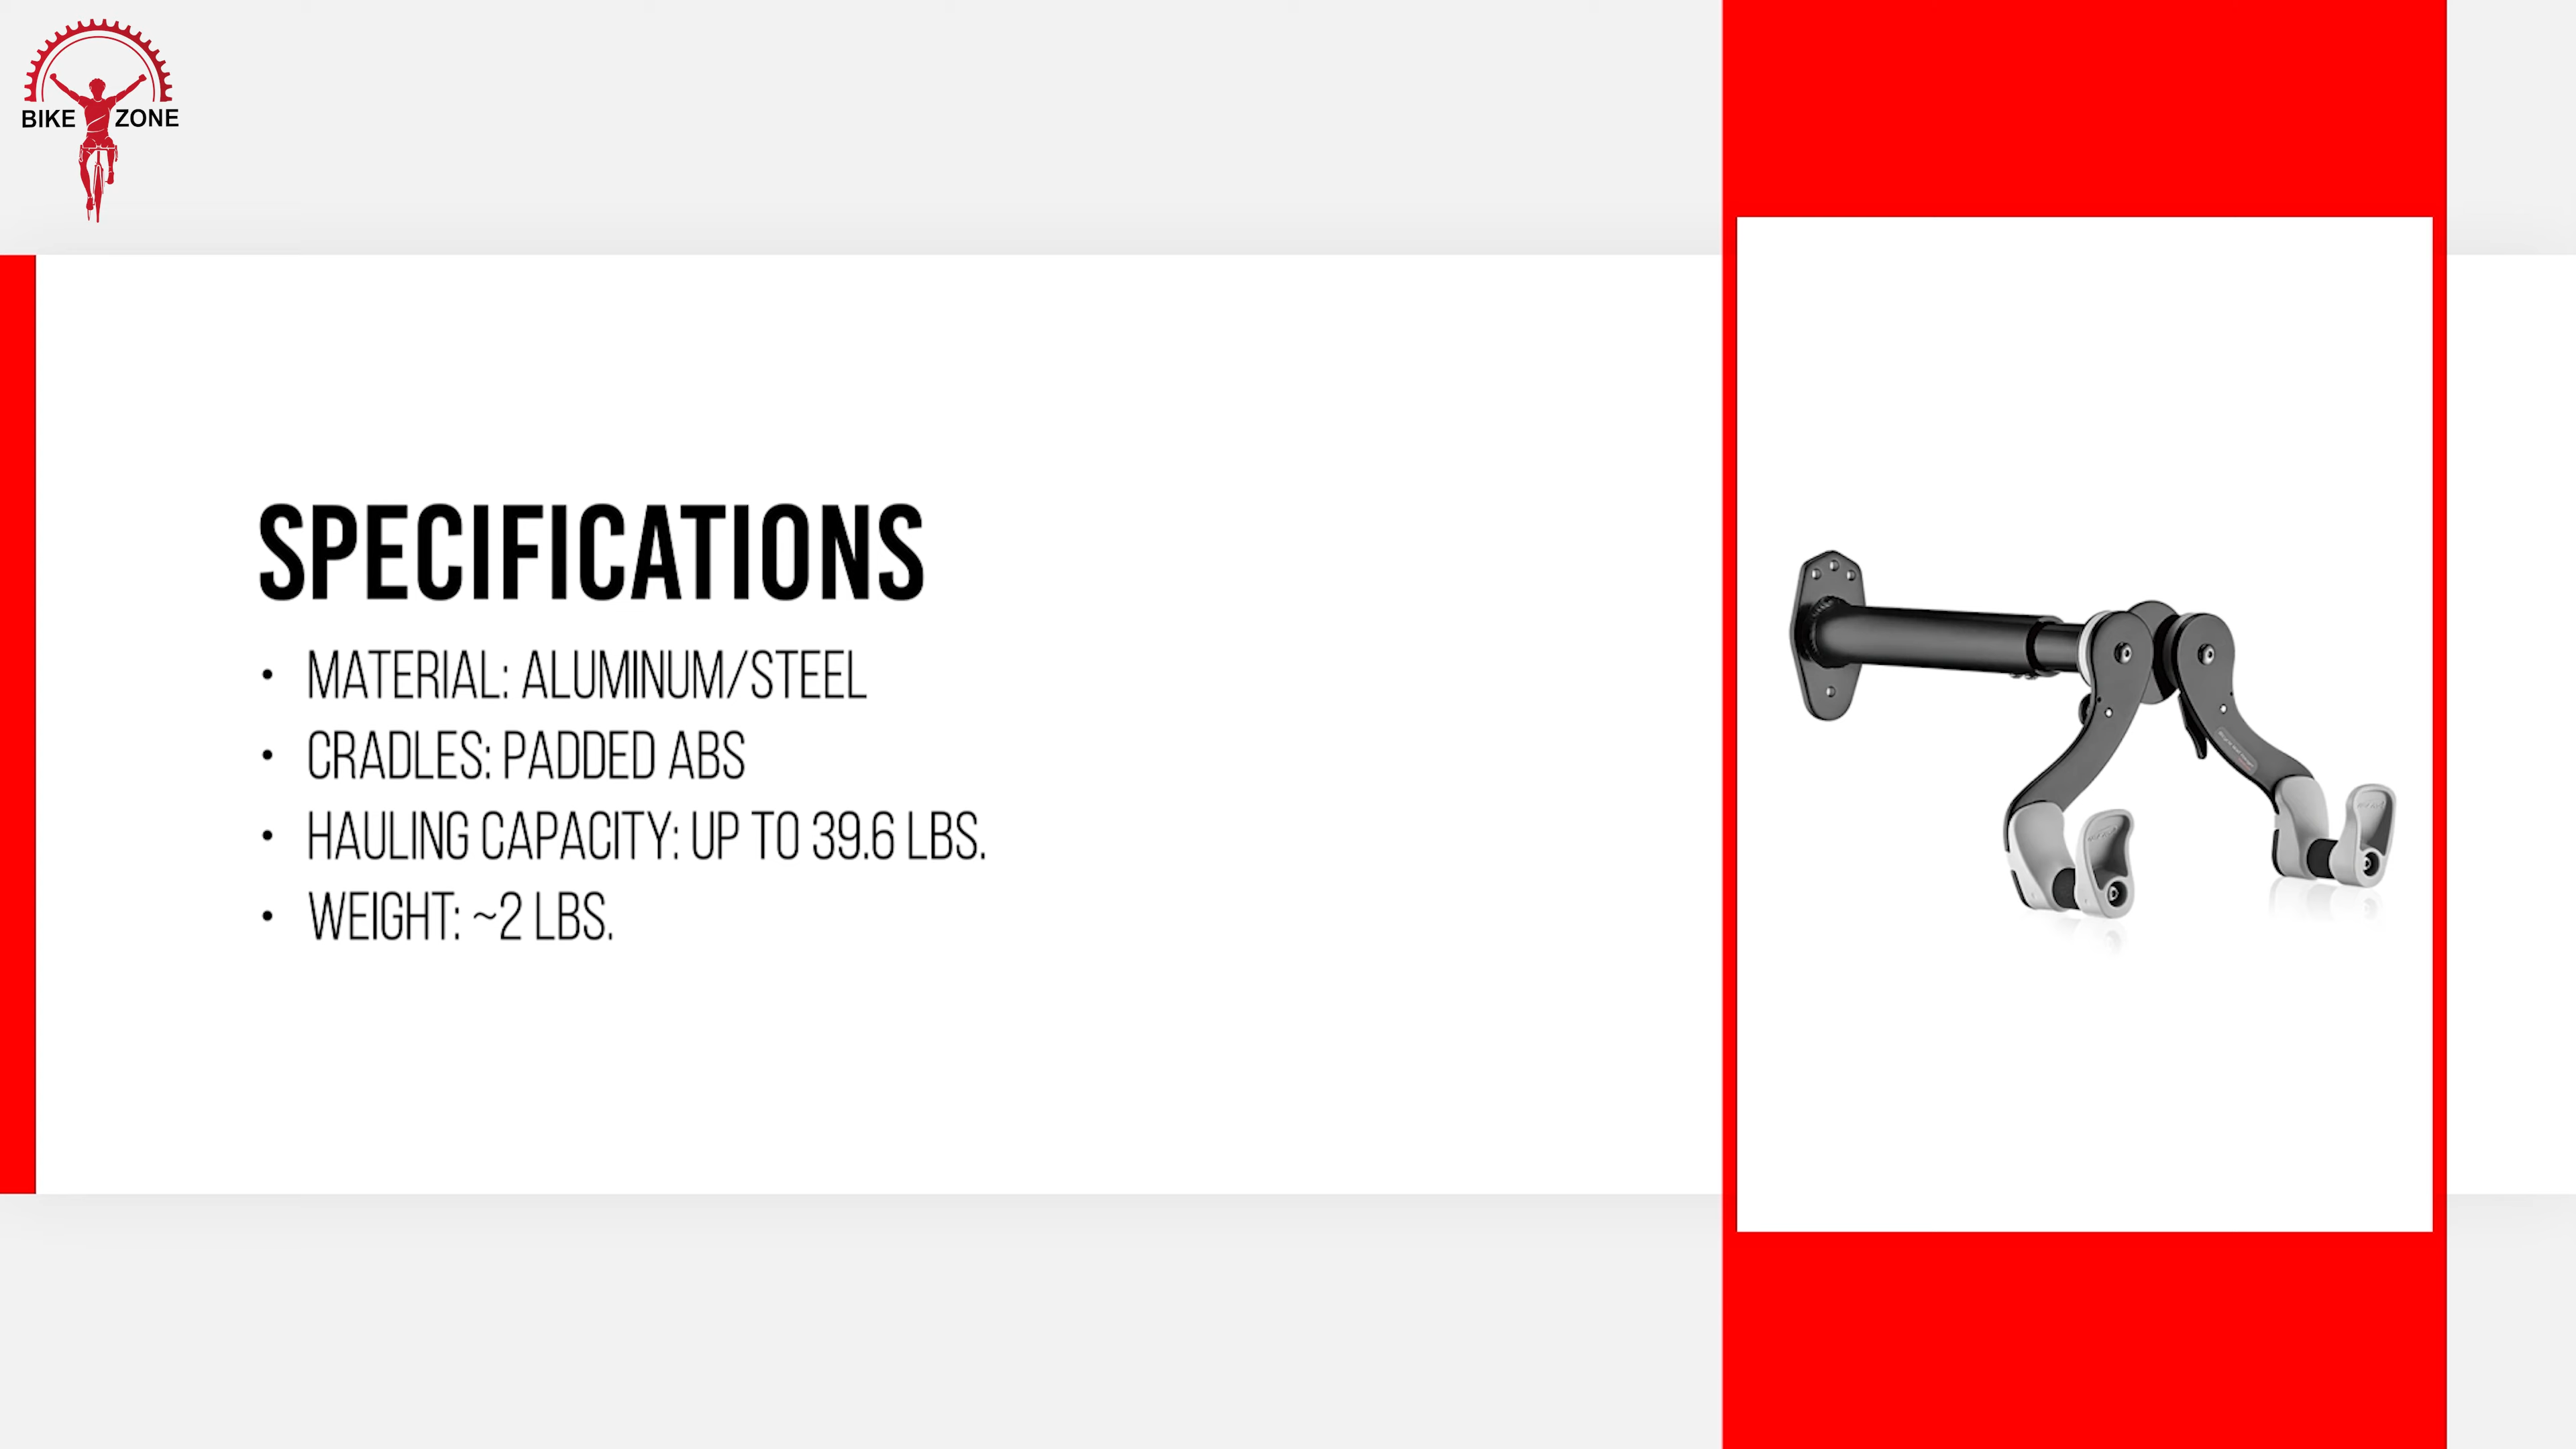 BIKE ZONE
SPECIFICATIONS
• MATERIAL: ALUMINUM/STEEL
• CRADLES: PADDED ABS
• HAULING CAPACITY: UP TO 39.6 LBS.
• WEIGHT: ~2 LBS.